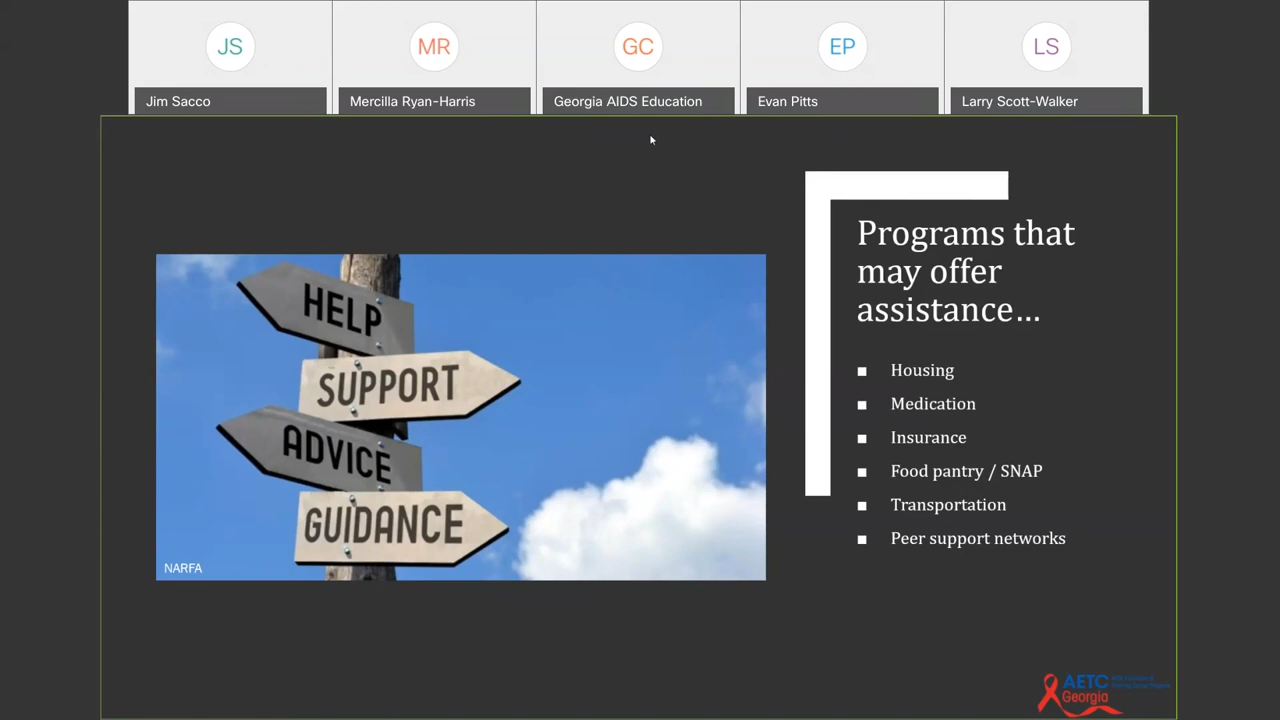 JS
MR
GC
EP
LS
Jim Sacco
Mercilla Ryan-Harris
Georgia AIDS Education
Evan Pitts
Larry Scott-Walker
Programs that
may offer
assistance...
HELP
SUPPORT
ADVICE
GUIDANCE
NARFA
■ Housing
■ Medication
■ Insurance
■ Food pantry / SNAP
■ Transportation
■ Peer support networks
AETC
Georgia